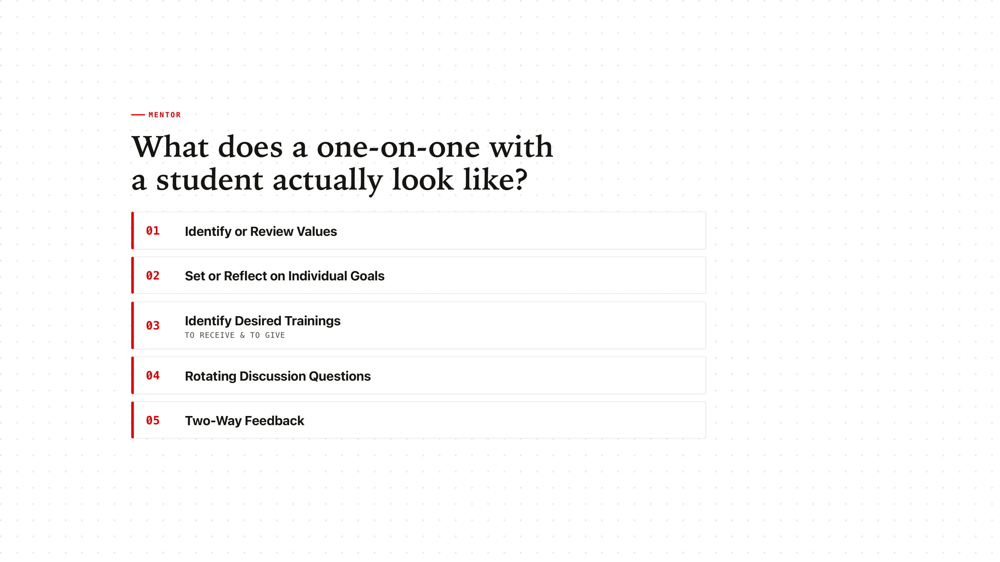 MENTOR
What does a one-on-one with
a student actually look like?
01 Identify or Review Values
02 Set or Reflect on Individual Goals
03 Identify Desired Trainings
TO RECEIVE & TO GIVE
04 Rotating Discussion Questions
05 Two-Way Feedback